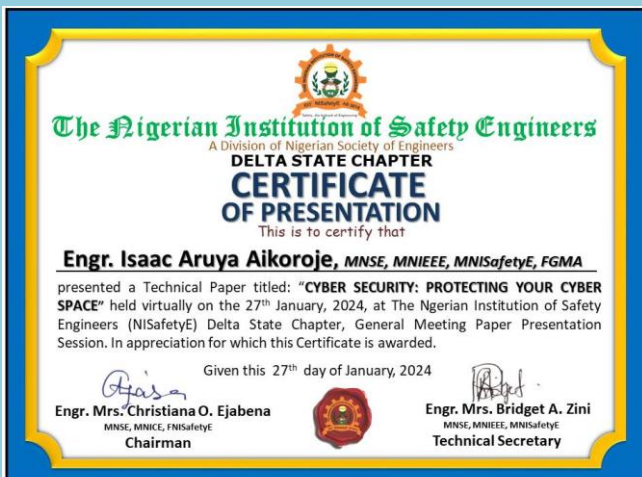 The Nigerian Institution of Safety Engineers
A Division of Nigerian Society of Engineers
DELTA STATE CHAPTER
CERTIFICATE
OF PRESENTATION
This is to certify that
Engr. Isaac Aruya Aikoroje, MNSE, MNIEEE, MNISafetyE, FGMA
presented a Technical Paper titled: “CYBER SECURITY: PROTECTING YOUR CYBER
SPACE” held virtually on the 27th January, 2024, at The Ngerian Institution of Safety
Engineers (NISafetyE) Delta State Chapter, General Meeting Paper Presentation
Session. In appreciation for which this Certificate is awarded.
Given this 27th day of January, 2024
Engr. Mrs. Christiana O. Ejabena
MNSE, MNICE, FNISafetyE
Chairman
Engr. Mrs. Bridget A. Zini
MNSE, MNIEEE, MNISafetyE
Technical Secretary